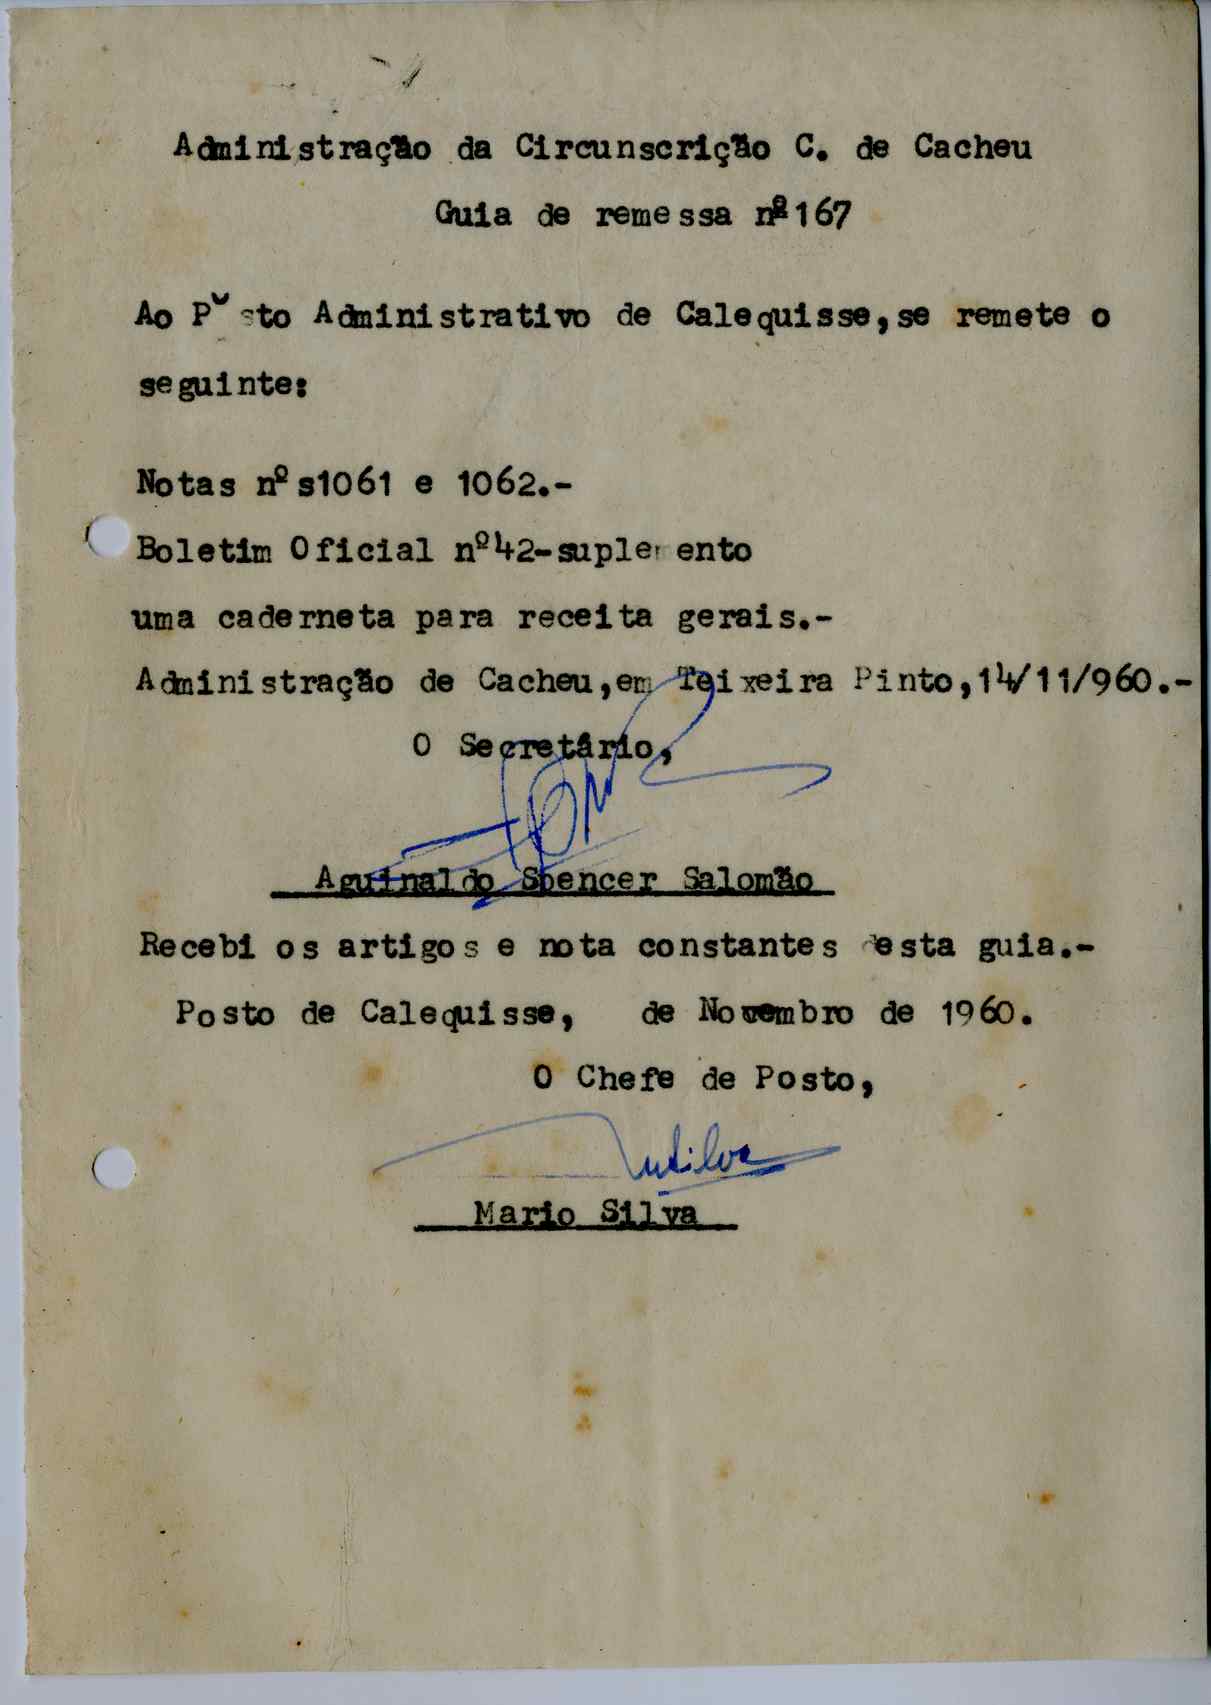 Administração da Circunscrição C. de Cacheu
Guia de remessa nº167
Ao Posto Administrativo de Calequisse,se remete o
seguinte:
Notas nºs1061 e 1062.-
Boletim Oficial nº42-suplemento
uma caderneta para receita gerais.-
Administração de Cacheu,em Teixeira Pinto,14/11/960.-
O Secretário,
Aguinaldo Spencer Salomão
Recebi os artigos e nota constantes desta guia.-
Posto de Calequisse, de Novembro de 1960.
O Chefe de Posto,
Mario Silva